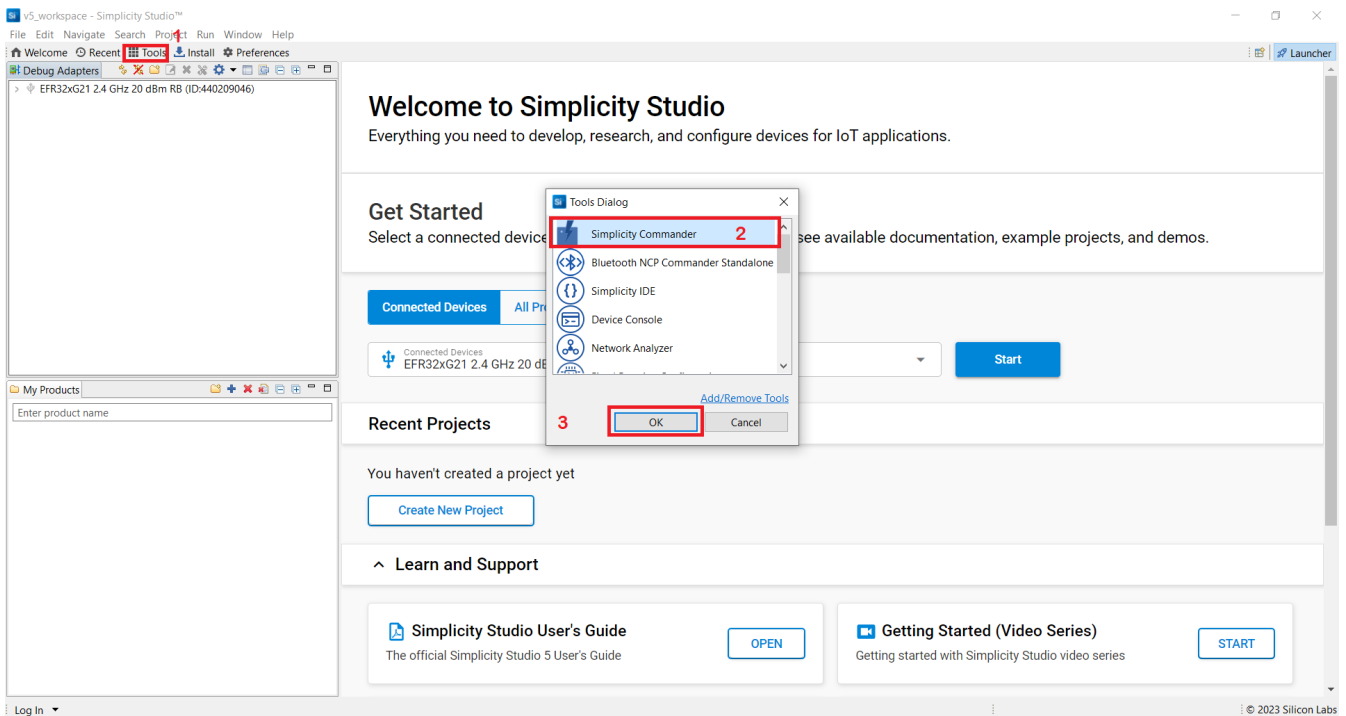 Si v5_workspace - Simplicity Studio™
File Edit Navigate Search Project Run Window Help
1
Welcome Recent Tools Install Preferences
Launcher
Debug Adapters
EFR32xG21 2.4 GHz 20 dBm RB (ID:440209046)
Welcome to Simplicity Studio
Everything you need to develop, research, and configure devices for IoT applications.
Get Started
Select a connected device
see available documentation, example projects, and demos.
Si Tools Dialog
Simplicity Commander 2
Bluetooth NCP Commander Standalone
Simplicity IDE
Device Console
Network Analyzer
Add/Remove Tools
3 OK Cancel
Connected Devices All Pr
Connected Devices
EFR32xG21 2.4 GHz 20 dB
Start
My Products
Enter product name
Recent Projects
You haven't created a project yet
Create New Project
Learn and Support
Simplicity Studio User's Guide
The official Simplicity Studio 5 User's Guide
OPEN
Getting Started (Video Series)
Getting started with Simplicity Studio video series
START
Log In
© 2023 Silicon Labs